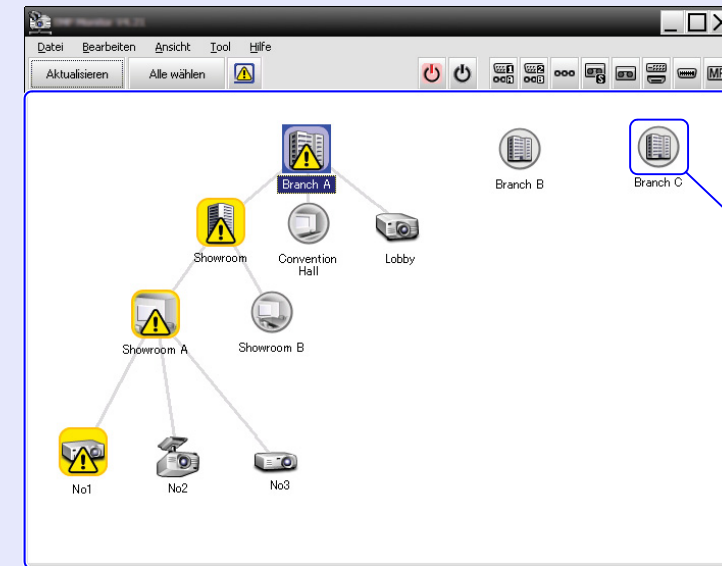 Datei Bearbeiten Ansicht Tool Hilfe
Aktualisieren Alle wählen
Branch A
Branch B
Branch C
Showroom
Convention
Hall
Lobby
Showroom A
Showroom B
No1
No2
No3